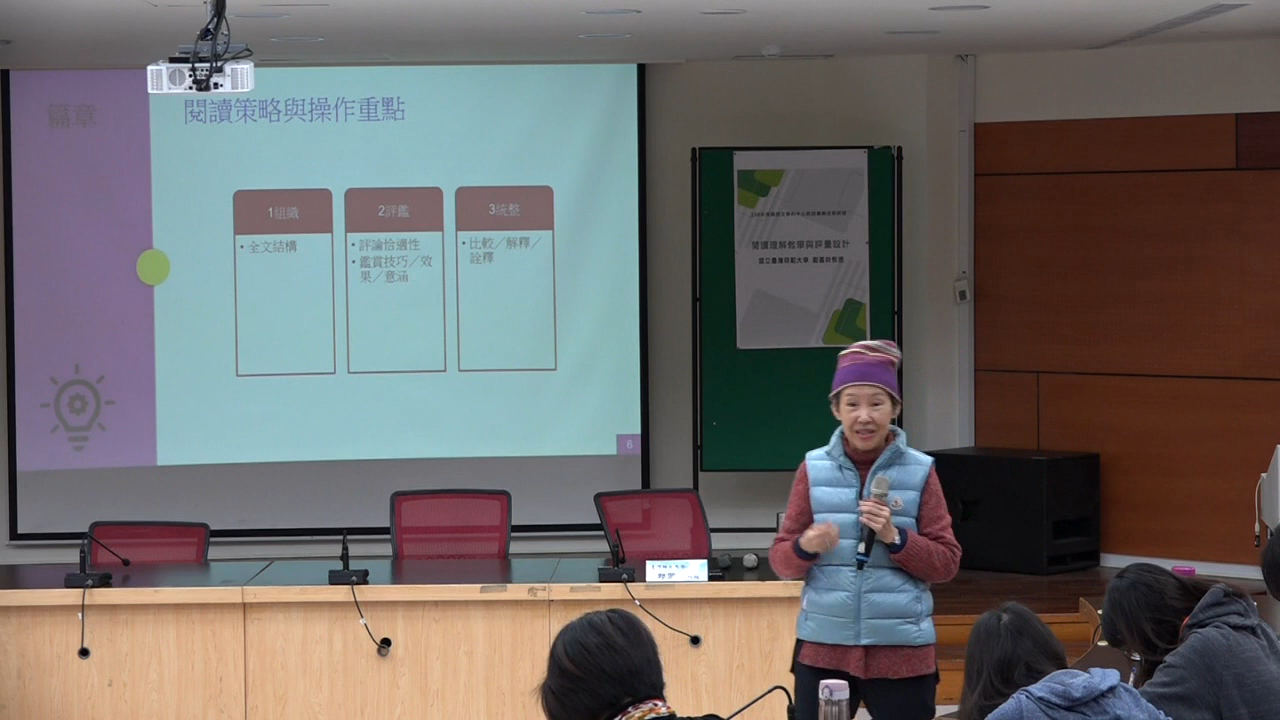 篇章
閱讀策略與操作重點
1組織
• 全文結構
2評鑑
• 評論恰適性
• 鑑賞技巧／效
果／意涵
3統整
• 比較／解釋／
詮釋
6
閱讀理解教學與評量設計
國立臺灣師範大學